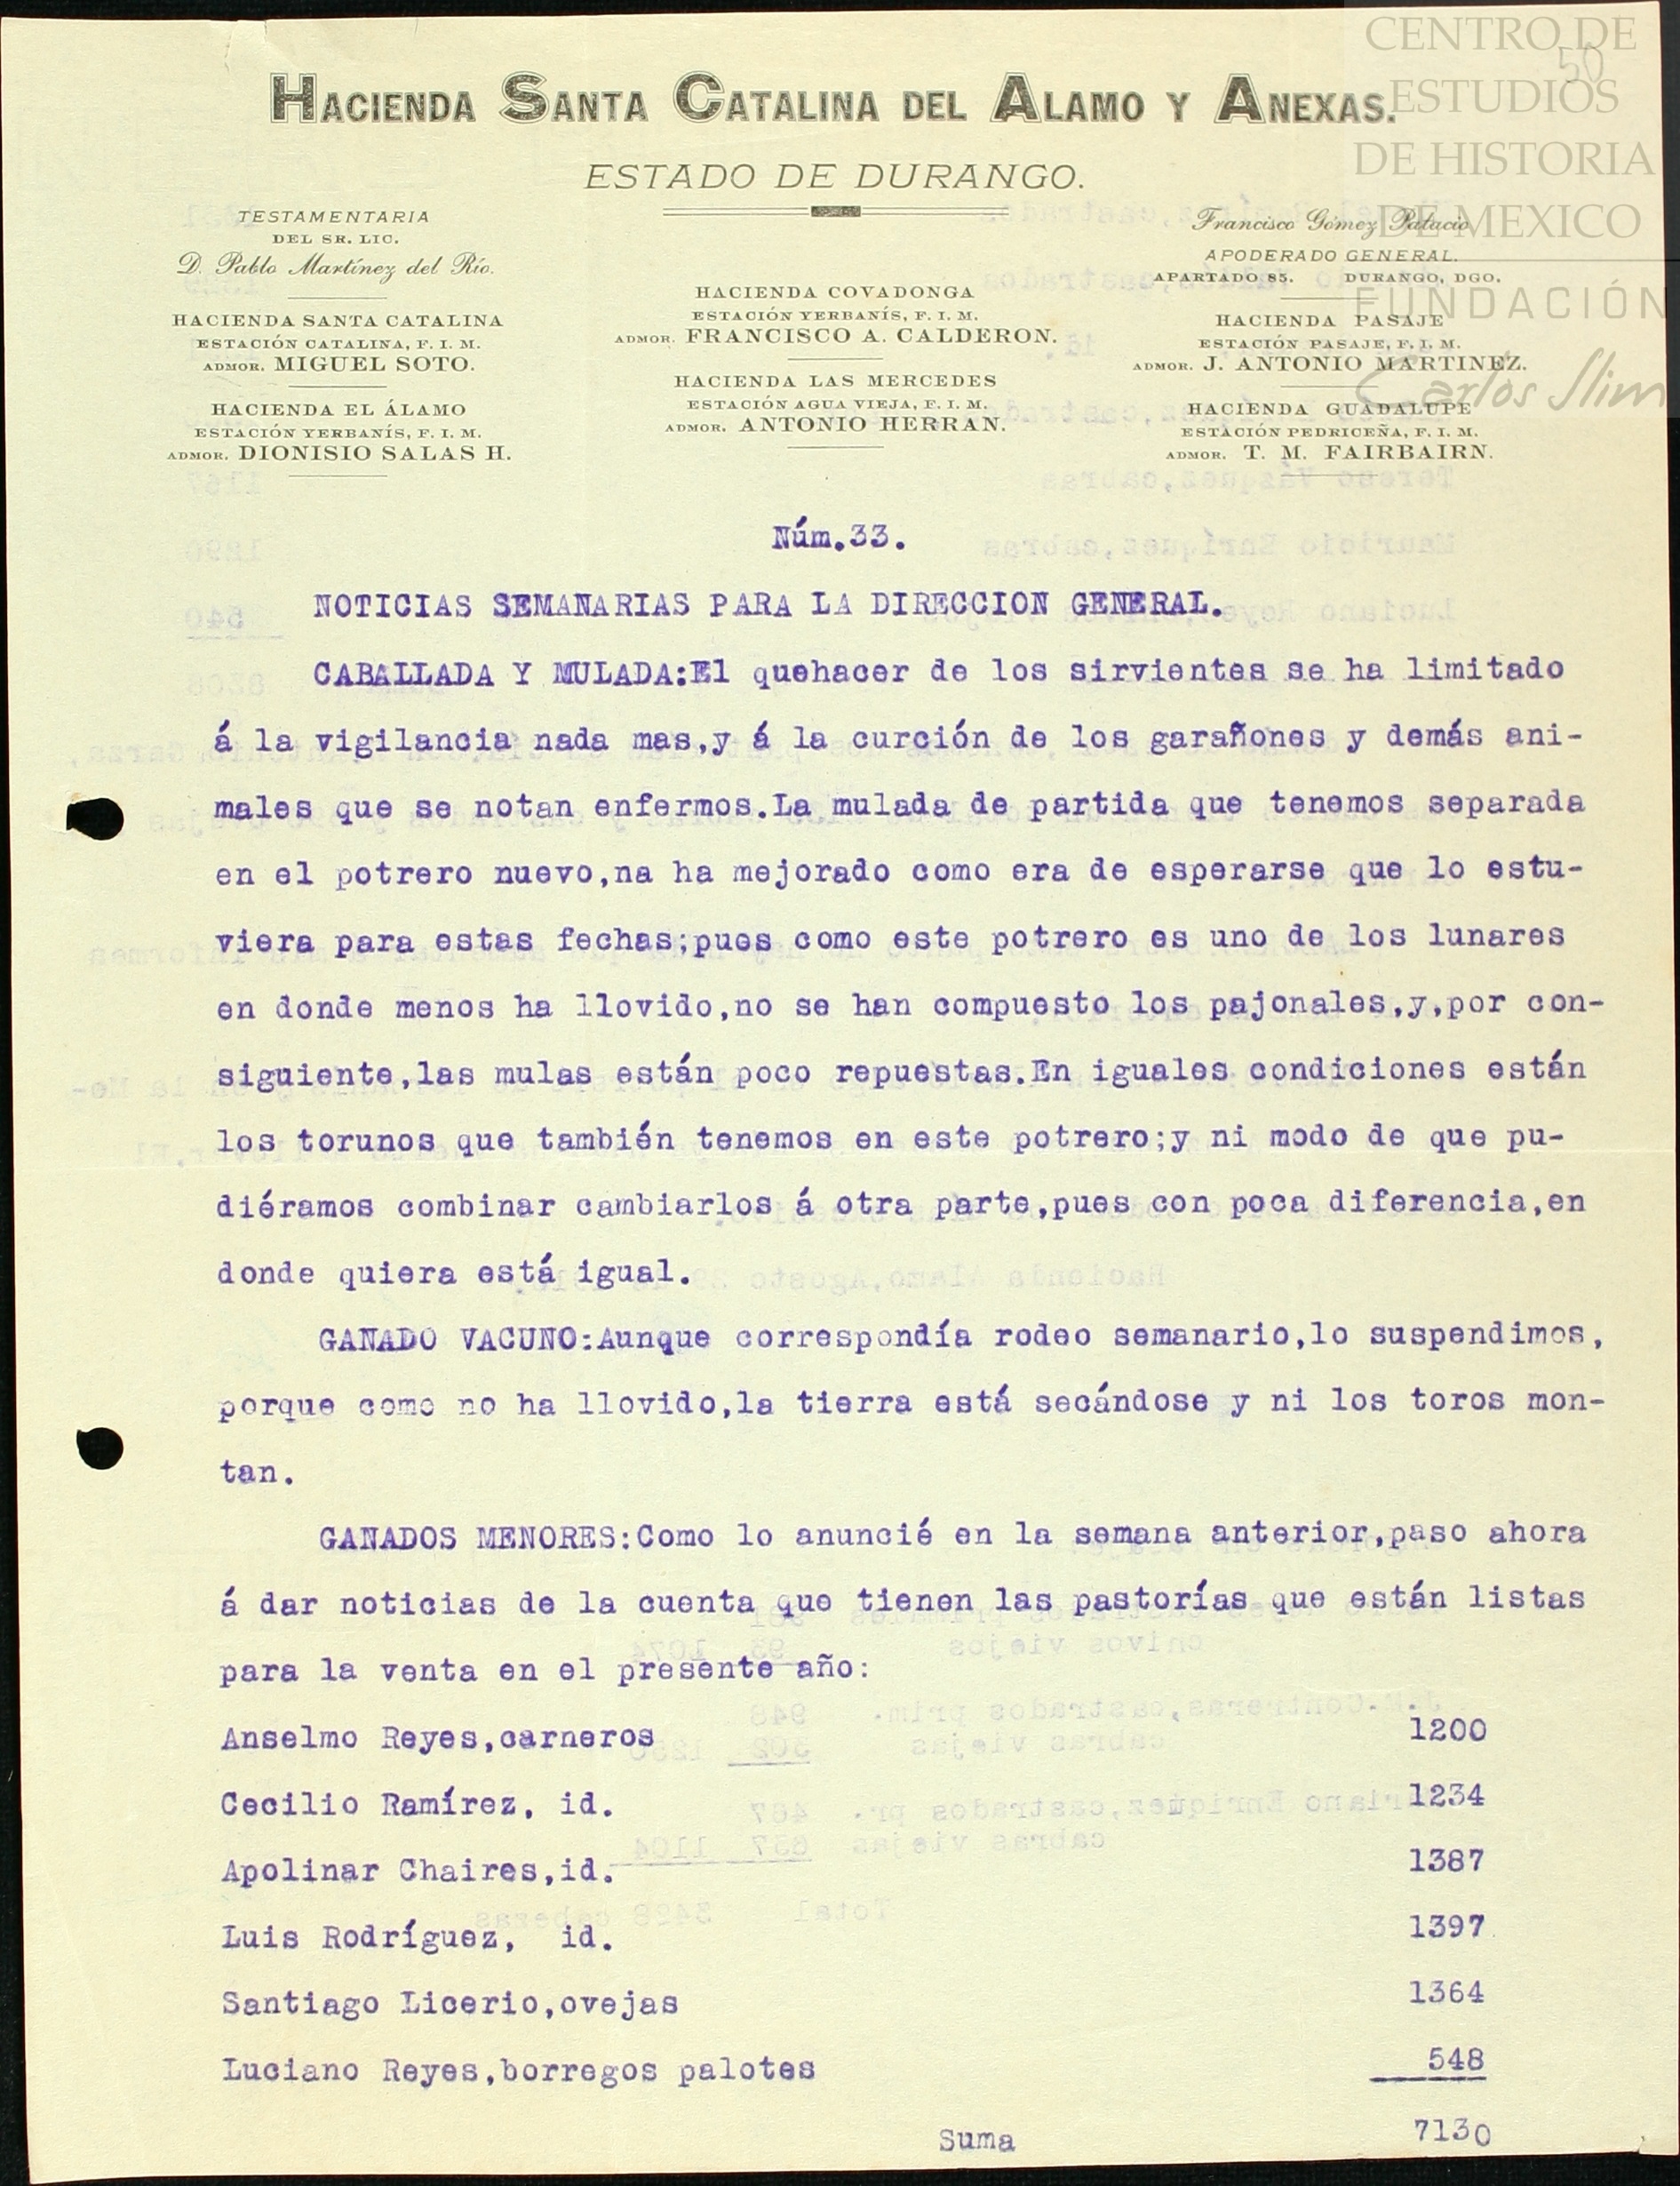 CENTRO DE
ESTUDIOS
DE HISTORIA
DE MEXICO
FUNDACIÓN
Carlos Slim
50
HACIENDA SANTA CATALINA DEL ALAMO Y ANEXAS.
ESTADO DE DURANGO.
TESTAMENTARIA
DEL SR. LIC.
D. Pablo Martínez del Río.
HACIENDA SANTA CATALINA
ESTACIÓN CATALINA, F. I. M.
ADMOR. MIGUEL SOTO.
HACIENDA EL ÁLAMO
ESTACIÓN YERBANÍS, F. I. M.
ADMOR. DIONISIO SALAS H.
HACIENDA COVADONGA
ESTACIÓN YERBANÍS, F. I. M.
ADMOR. FRANCISCO A. CALDERON.
HACIENDA LAS MERCEDES
ESTACIÓN AGUA VIEJA, F. I. M.
ADMOR. ANTONIO HERRAN.
Francisco Gómez Palacio
APODERADO GENERAL.
APARTADO 85. DURANGO, DGO.
HACIENDA PASAJE
ESTACIÓN PASAJE, F. I. M.
ADMOR. J. ANTONIO MARTINEZ.
HACIENDA GUADALUPE
ESTACIÓN PEDRICEÑA, F. I. M.
ADMOR. T. M. FAIRBAIRN.
Núm.33.
NOTICIAS SEMANARIAS PARA LA DIRECCION GENERAL.
CABALLADA Y MULADA:El quehacer de los sirvientes se ha limitado
á la vigilancia nada mas,y á la curción de los garañones y demás ani-
males que se notan enfermos.La mulada de partida que tenemos separada
en el potrero nuevo,na ha mejorado como era de esperarse que lo estu-
viera para estas fechas;pues como este potrero es uno de los lunares
en donde menos ha llovido,no se han compuesto los pajonales,y,por con-
siguiente,las mulas están poco repuestas.En iguales condiciones están
los torunos que también tenemos en este potrero;y ni modo de que pu-
diéramos combinar cambiarlos á otra parte,pues con poca diferencia,en
donde quiera está igual.
GANADO VACUNO:Aunque correspondía rodeo semanario,lo suspendimos,
porque como no ha llovido,la tierra está secándose y ni los toros mon-
tan.
GANADOS MENORES:Como lo anuncié en la semana anterior,paso ahora
á dar noticias de la cuenta que tienen las pastorías que están listas
para la venta en el presente año:
Anselmo Reyes,carneros 1200
Cecilio Ramírez, id. 1234
Apolinar Chaires,id. 1387
Luis Rodríguez, id. 1397
Santiago Licerio,ovejas 1364
Luciano Reyes,borregos palotes 548
Suma 7130